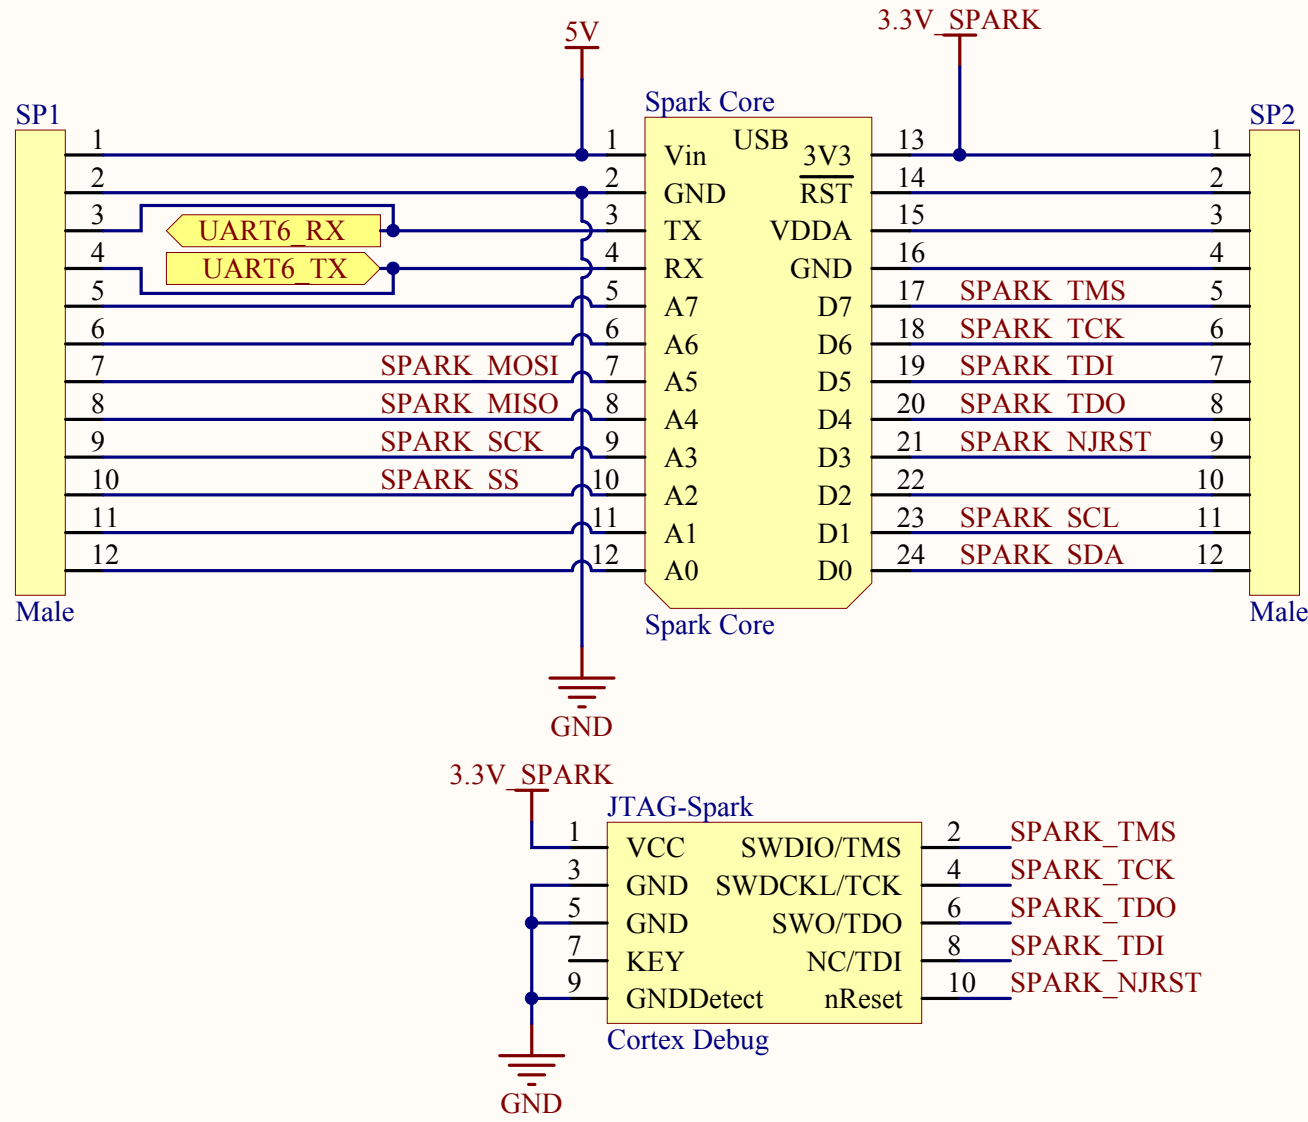 5V
3.3V_SPARK
SP1
Spark Core
SP2
1 1 Vin USB 3V3 13 1
2 2 GND RST 14 2
3 UART6_RX 3 TX VDDA 15 3
4 UART6_TX 4 RX GND 16 4
5 5 A7 D7 17 SPARK_TMS 5
6 6 A6 D6 18 SPARK_TCK 6
7 SPARK_MOSI 7 A5 D5 19 SPARK_TDI 7
8 SPARK_MISO 8 A4 D4 20 SPARK_TDO 8
9 SPARK_SCK 9 A3 D3 21 SPARK_NJRST 9
10 SPARK_SS 10 A2 D2 22 10
11 11 A1 D1 23 SPARK_SCL 11
12 12 A0 D0 24 SPARK_SDA 12
Male
Spark Core
Male
GND
3.3V_SPARK
JTAG-Spark
1 VCC SWDIO/TMS 2 SPARK_TMS
3 GND SWDCKL/TCK 4 SPARK_TCK
5 GND SWO/TDO 6 SPARK_TDO
7 KEY NC/TDI 8 SPARK_TDI
9 GNDDetect nReset 10 SPARK_NJRST
Cortex Debug
GND